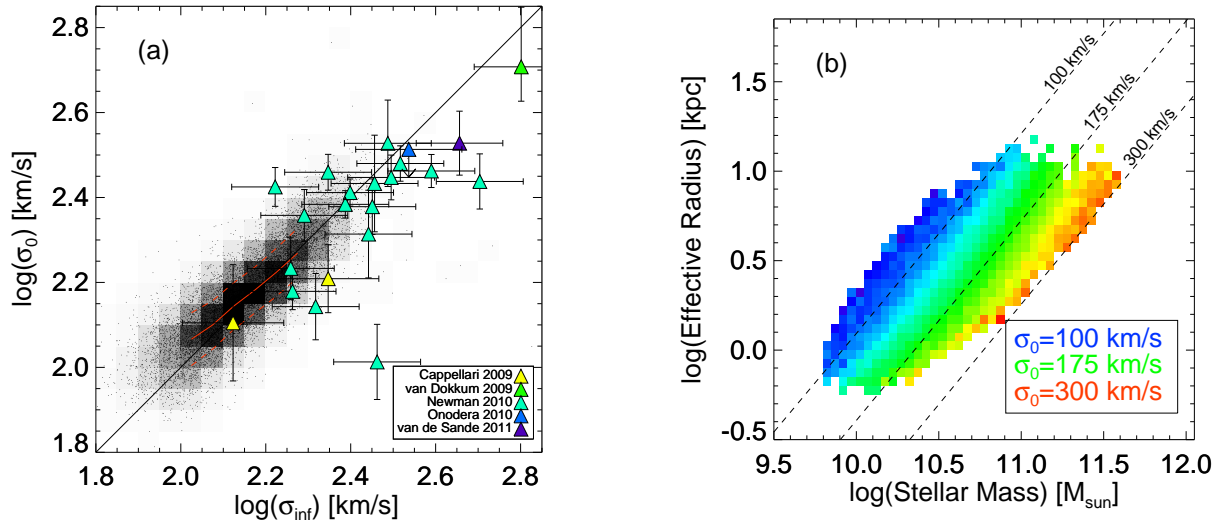 (a)
2.8
2.6
2.4
2.2
2.0
1.8
log(σ0) [km/s]
1.8
2.0
2.2
2.4
2.6
2.8
log(σinf) [km/s]
Cappellari 2009
van Dokkum 2009
Newman 2010
Onodera 2010
van de Sande 2011
(b)
1.5
1.0
0.5
0.0
-0.5
log(Effective Radius) [kpc]
100 km/s
175 km/s
300 km/s
σ0=100 km/s
σ0=175 km/s
σ0=300 km/s
9.5
10.0
10.5
11.0
11.5
12.0
log(Stellar Mass) [Msun]